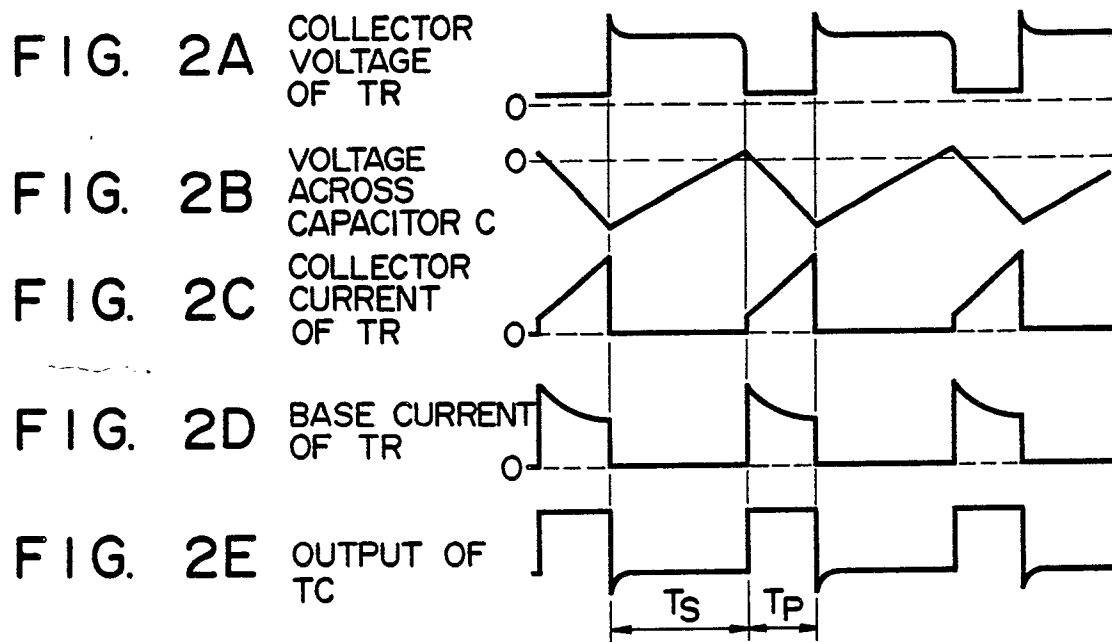 FIG. 2A COLLECTOR
VOLTAGE
OF TR
0
FIG. 2B VOLTAGE
ACROSS
CAPACITOR C
0
FIG. 2C COLLECTOR
CURRENT
OF TR
0
FIG. 2D BASE CURRENT
OF TR
0
FIG. 2E OUTPUT OF
TC
TS TP